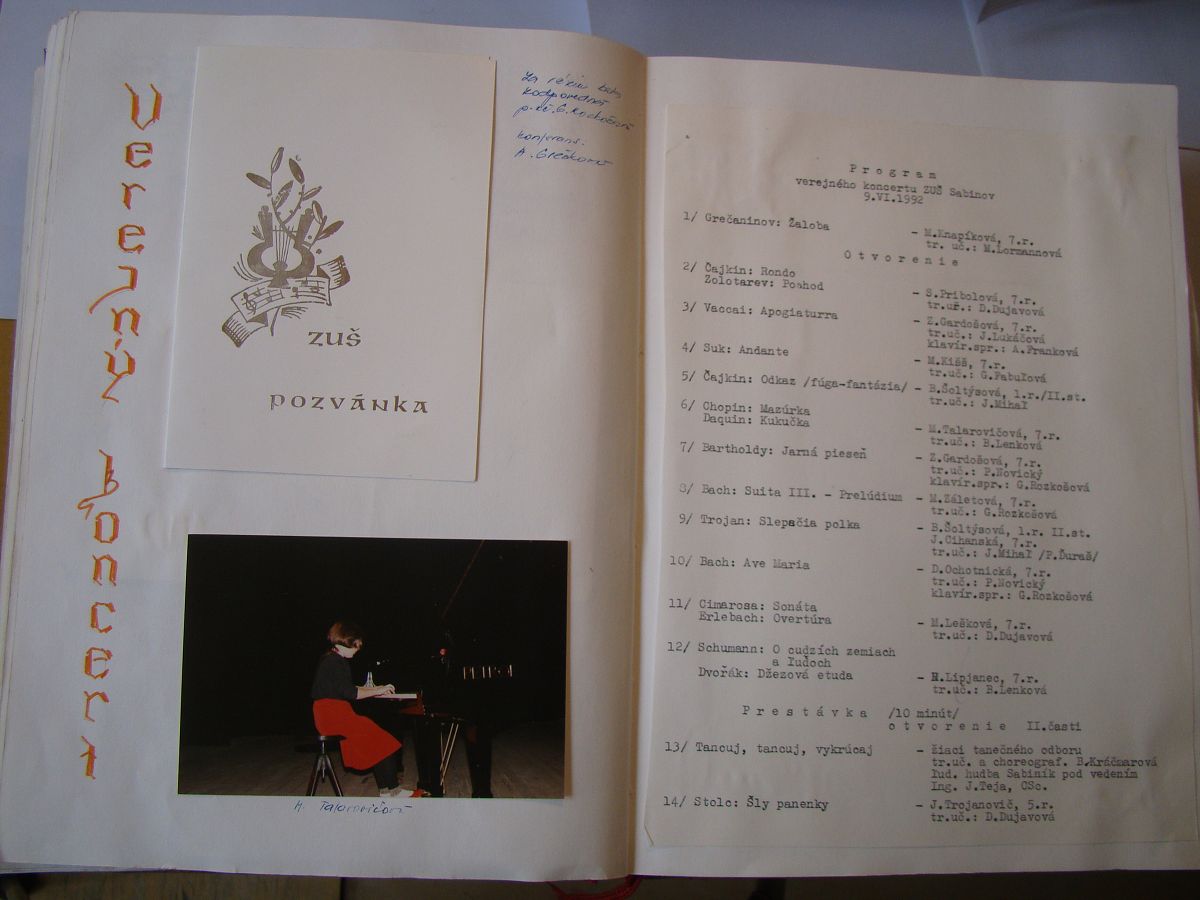 Verejný koncert
Za réžiu bola
zodpovedná
konferans.
A. Grešková
zuš
POZVÁNKA
M. Talarovičová
Program
verejného koncertu ZUŠ Sabinov
9.VI.1992
1/ Grečaninov: Žaloba - M.Knapíková, 7.r.
tr. uč.: M.Lormannová
Otvorenie
2/ Čajkin: Rondo
Zolotarev: Pochod - S.Pribolová, 7.r.
tr.uč.: D.Dujavová
3/ Vaccai: Apogiaturra - Z.Gardošová, 7.r.
tr.uč.: J.Lukáčová
klavír.spr.: A.Franková
4/ Suk: Andante - M.Kišš, 7.r.
tr.uč.: G.Fabuľová
5/ Čajkin: Odkaz /fúga-fantázia/ - B.Šoltýsová, 1.r./II.st.
tr.uč.: J.Mihaľ
6/ Chopin: Mazúrka
Daquin: Kukučka - M.Talarovičová, 7.r.
tr.uč.: B.Lenková
7/ Bartholdy: Jarná pieseň - Z.Gardošová, 7.r.
tr.uč.: P.Novický
klavír.spr.: G.Rozkošová
8/ Bach: Suita III. - Prelúdium - M.Záletová, 7.r.
tr.uč.: G.Rozkošová
9/ Trojan: Slepačia polka - B.Šoltýsová, 1.r. II.st.
J.Cihanská, 7.r.
tr.uč.: J.Mihaľ /P.Ďuraš/
10/ Bach: Ave Maria - D.Ochotnická, 7.r.
tr.uč.: P.Novický
klavír.spr.: G.Rozkošová
11/ Cimarosa: Sonáta
Erlebach: Overtúra - M.Lešková, 7.r.
tr.uč.: D.Dujavová
12/ Schumann: O cudzích zemiach
a ľuďoch
Dvořák: Džezová etuda - R.Lipjanec, 7.r.
tr.uč.: B.Lenková
Prestávka /10 minút/
otvorenie II.časti
13/ Tancuj, tancuj, vykrúcaj - žiaci tanečného odboru
tr.uč. a choreograf. B.Kráčmarová
ľud. hudba Sabiník pod vedením
Ing. J.Teja, CSc.
14/ Stolc: Šly panenky - J.Trojanovič, 5.r.
tr.uč.: D.Dujavová